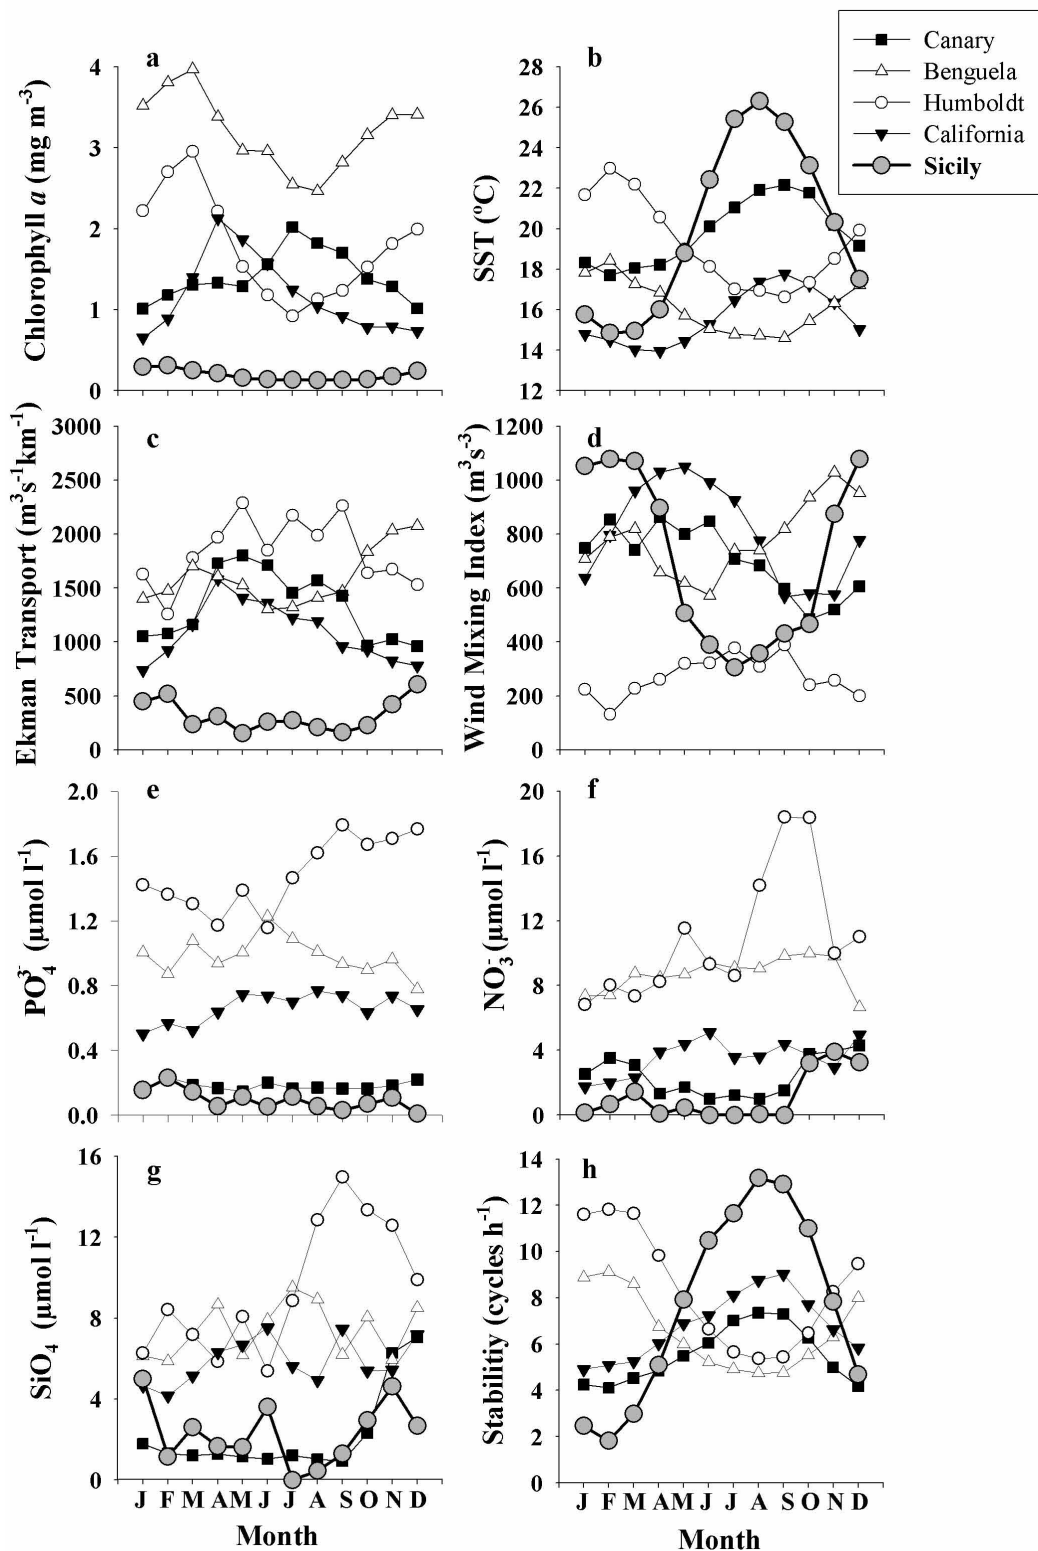 Canary
Benguela
Humboldt
California
Sicily
a
Chlorophyll a (mg m-3)
4
3
2
1
0
b
SST (ºC)
28
26
24
22
20
18
16
14
12
c
Ekman Transport (m3s-1km-1)
3000
2500
2000
1500
1000
500
0
d
Wind Mixing Index (m3s-3)
1200
1000
800
600
400
200
0
e
PO43- (µmol l-1)
2.0
1.6
1.2
0.8
0.4
0.0
f
NO3- (µmol l-1)
20
16
12
8
4
0
g
SiO4 (µmol l-1)
16
12
8
4
0
J F M A M J J A S O N D
Month
h
Stabilitiy (cycles h-1)
14
12
10
8
6
4
2
0
J F M A M J J A S O N D
Month